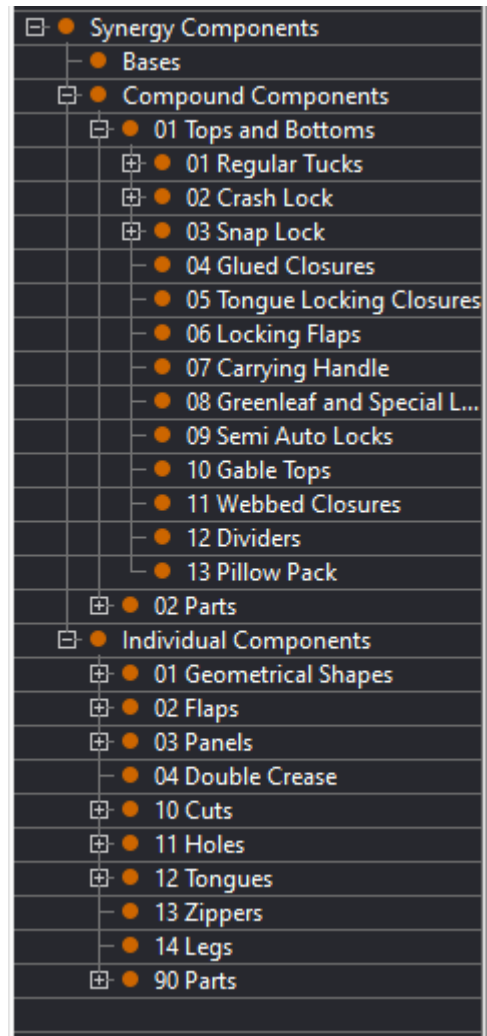 Synergy Components
Bases
Compound Components
01 Tops and Bottoms
01 Regular Tucks
02 Crash Lock
03 Snap Lock
04 Glued Closures
05 Tongue Locking Closures
06 Locking Flaps
07 Carrying Handle
08 Greenleaf and Special L...
09 Semi Auto Locks
10 Gable Tops
11 Webbed Closures
12 Dividers
13 Pillow Pack
02 Parts
Individual Components
01 Geometrical Shapes
02 Flaps
03 Panels
04 Double Crease
10 Cuts
11 Holes
12 Tongues
13 Zippers
14 Legs
90 Parts